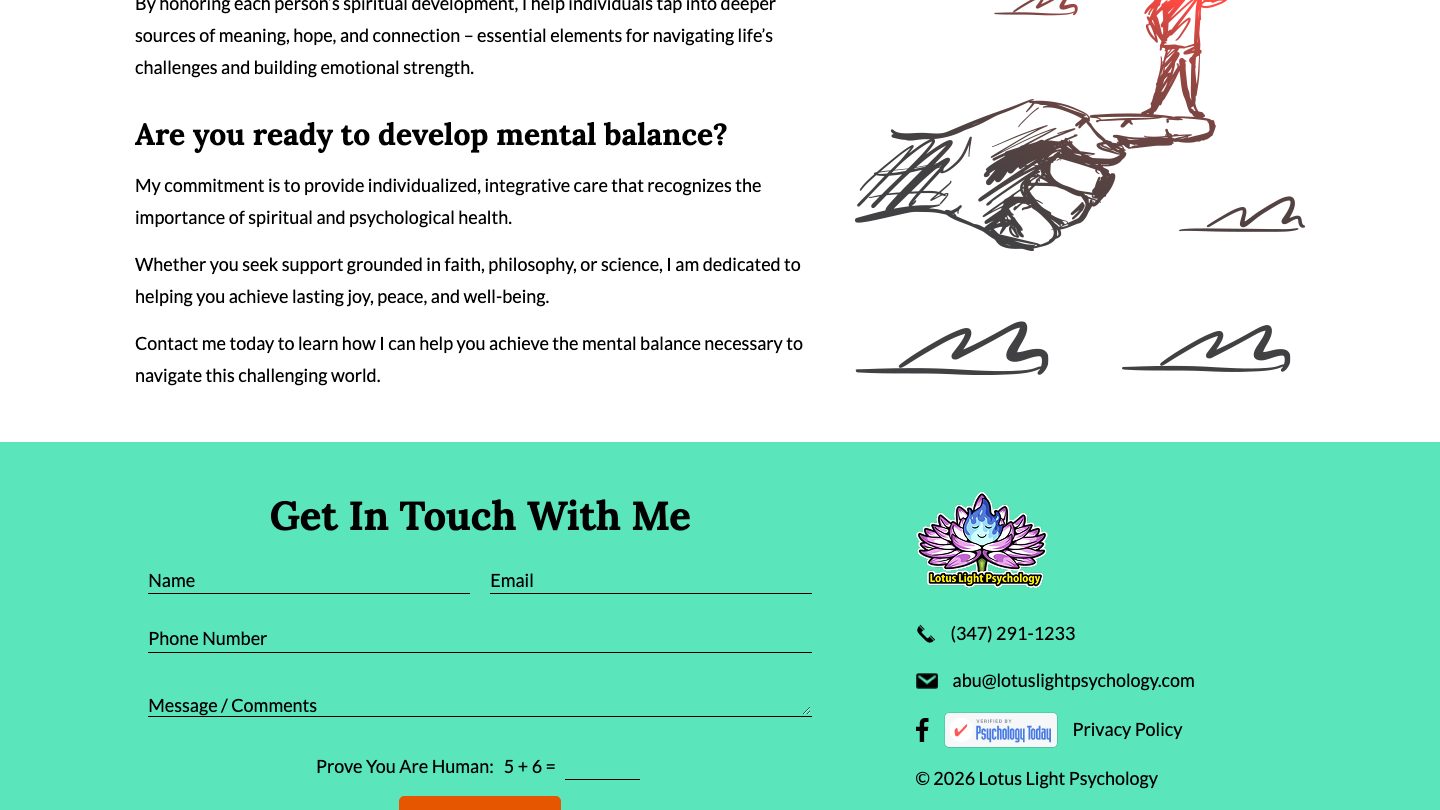 By honoring each person's spiritual development, I help individuals tap into deeper
sources of meaning, hope, and connection – essential elements for navigating life's
challenges and building emotional strength.
Are you ready to develop mental balance?
My commitment is to provide individualized, integrative care that recognizes the
importance of spiritual and psychological health.
Whether you seek support grounded in faith, philosophy, or science, I am dedicated to
helping you achieve lasting joy, peace, and well-being.
Contact me today to learn how I can help you achieve the mental balance necessary to
navigate this challenging world.
Get In Touch With Me
Name
Email
Phone Number
Message / Comments
Prove You Are Human: 5 + 6 =
Lotus Light Psychology
(347) 291-1233
abu@lotuslightpsychology.com
VERIFIED BY
Psychology Today
Privacy Policy
© 2026 Lotus Light Psychology